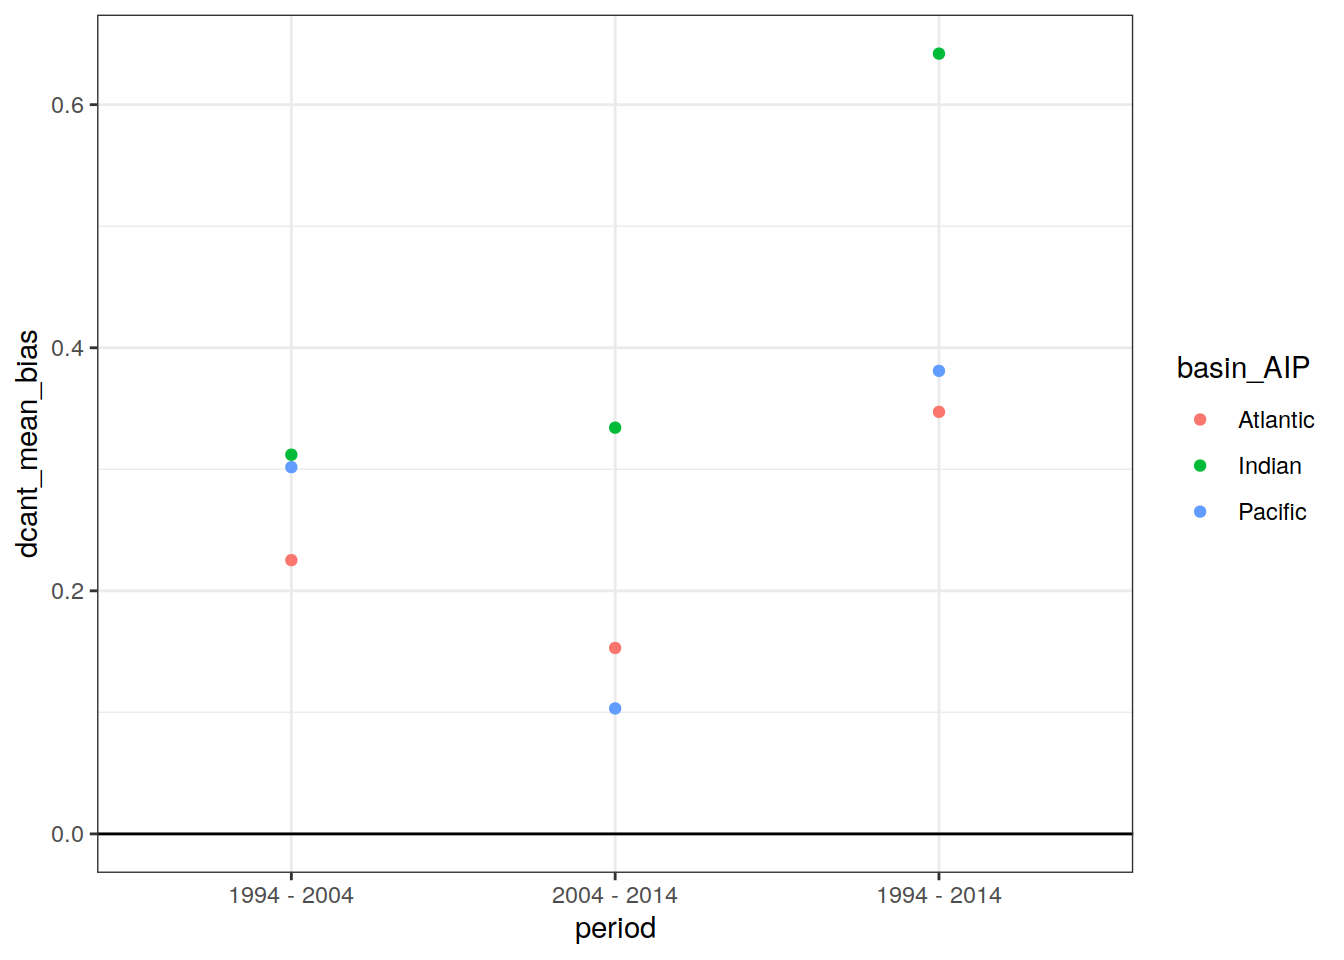 dcant_mean_bias
0.6
0.4
0.2
0.0
1994 - 2004
2004 - 2014
1994 - 2014
period
basin_AIP
Atlantic
Indian
Pacific